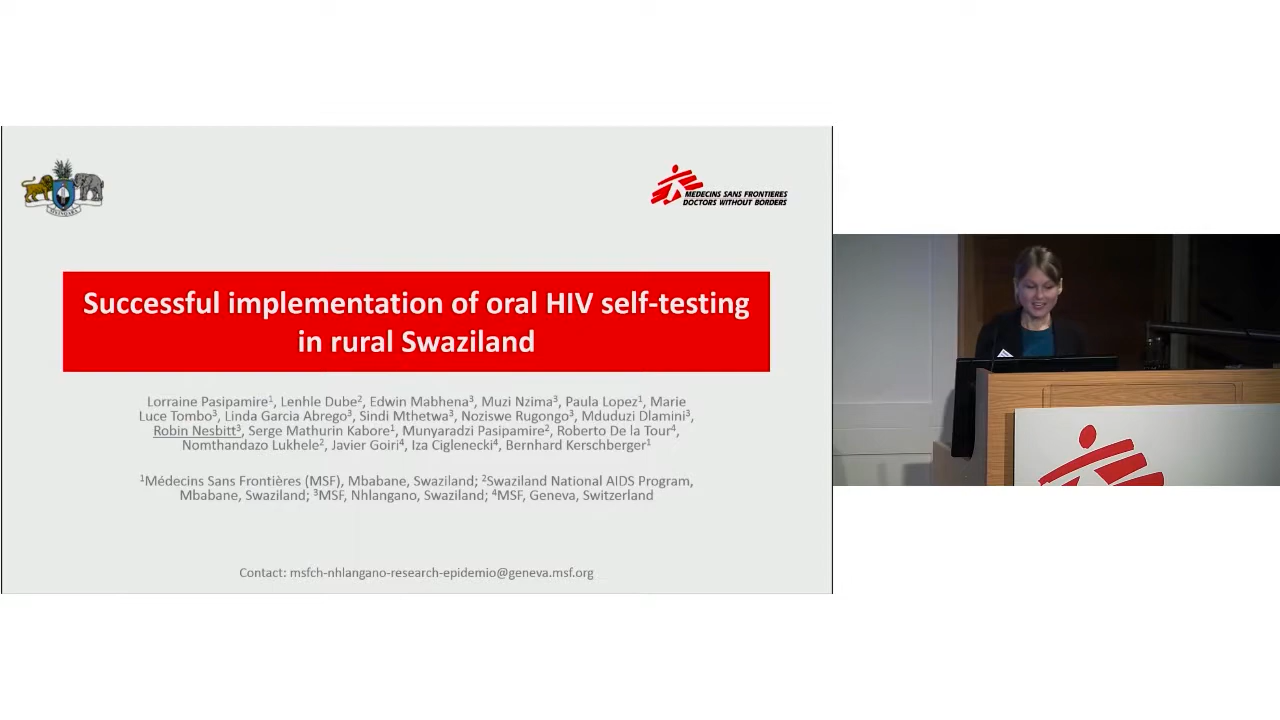 MEDECINS SANS FRONTIERES
DOCTORS WITHOUT BORDERS
Successful implementation of oral HIV self-testing
in rural Swaziland
Lorraine Pasipamire¹, Lenhle Dube², Edwin Mabhena³, Muzi Nzima³, Paula Lopez¹, Marie
Luce Tombo³, Linda Garcia Abrego³, Sindi Mthetwa³, Noziswe Rugongo³, Mduduzi Dlamini³,
Robin Nesbitt³, Serge Mathurin Kabore¹, Munyaradzi Pasipamire², Roberto De la Tour⁴,
Nomthandazo Lukhele², Javier Goiri⁴, Iza Ciglenecki⁴, Bernhard Kerschberger¹
¹Médecins Sans Frontières (MSF), Mbabane, Swaziland; ²Swaziland National AIDS Program,
Mbabane, Swaziland; ³MSF, Nhlangano, Swaziland; ⁴MSF, Geneva, Switzerland
Contact: msfch-nhlangano-research-epidemio@geneva.msf.org